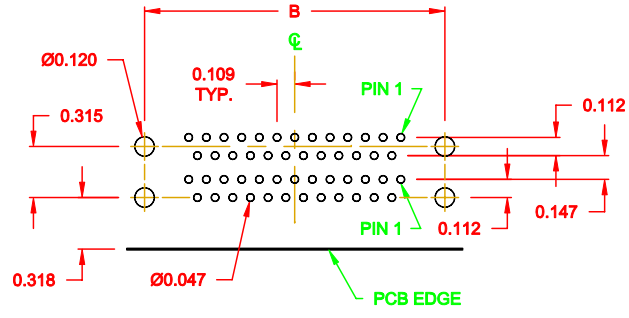 B
℄
Ø0.120
0.109
TYP.
PIN 1
0.112
0.315
0.147
PIN 1
0.112
0.318
Ø0.047
PCB EDGE